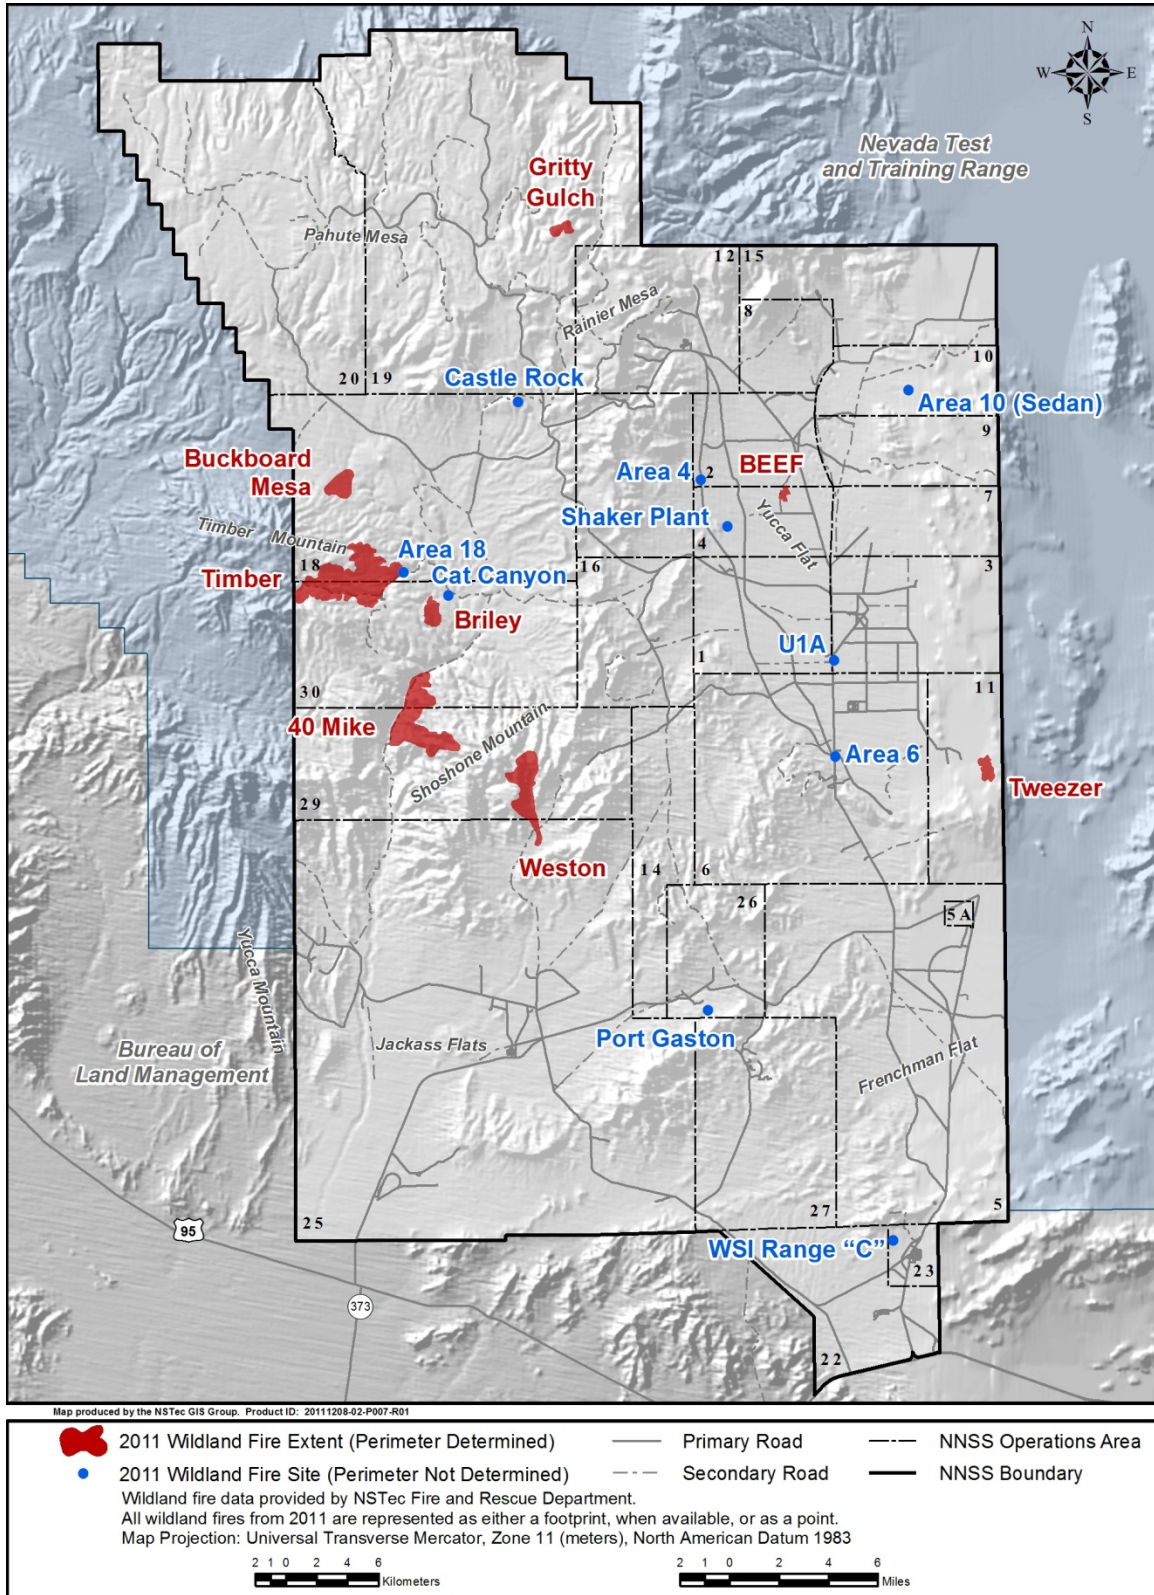 N
W E
S
Nevada Test
and Training Range
Gritty
Gulch
Pahute Mesa
12 15
Rainier Mesa
8
10
20 19
Castle Rock
Area 10 (Sedan)
9
Buckboard
Mesa
Area 4
2
BEEF
7
Timber Mountain
Shaker Plant
Yucca Flat
4
Area 18
18
16
3
Timber
Cat Canyon
Briley
U1A
1
11
30
40 Mike
Shoshone Mountain
Area 6
Tweezer
29
Weston
14
6
26
5A
Yucca Mountain
Port Gaston
Jackass Flats
Bureau of
Land Management
Frenchman Flat
25
27
5
95
WSI Range “C”
23
373
22
Map produced by the NSTec GIS Group. Product ID: 20111208-02-P007-R01
2011 Wildland Fire Extent (Perimeter Determined)
Primary Road
NNSS Operations Area
2011 Wildland Fire Site (Perimeter Not Determined)
Secondary Road
NNSS Boundary
Wildland fire data provided by NSTec Fire and Rescue Department.
All wildland fires from 2011 are represented as either a footprint, when available, or as a point.
Map Projection: Universal Transverse Mercator, Zone 11 (meters), North American Datum 1983
2 1 0 2 4 6
Kilometers
2 1 0 2 4 6
Miles